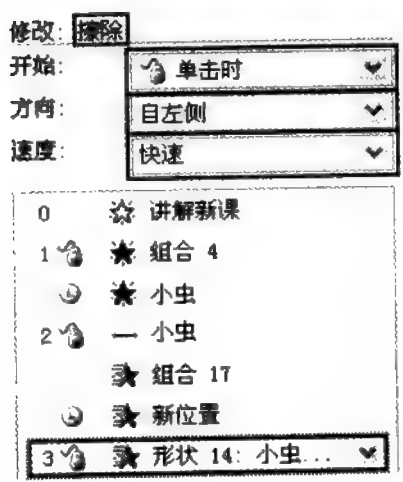 修改: 擦除
开始: 单击时
方向: 自左侧
速度: 快速
0 讲解新课
1 组合 4
小虫
2 小虫
组合 17
新位置
3 形状 14: 小虫...